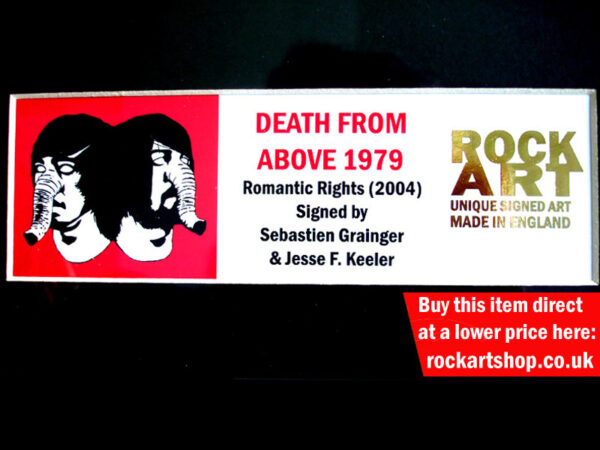 DEATH FROM
ABOVE 1979
Romantic Rights (2004)
Signed by
Sebastien Grainger
& Jesse F. Keeler
ROCK
ART
UNIQUE SIGNED ART
MADE IN ENGLAND
Buy this item direct
at a lower price here:
rockartshop.co.uk